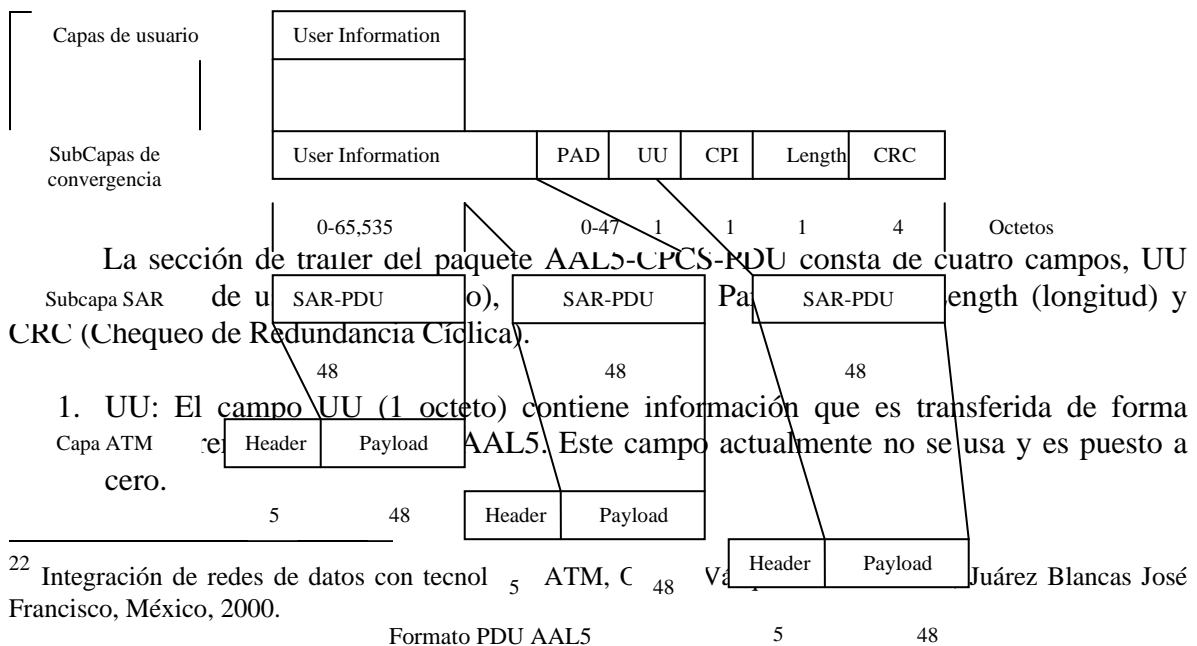 Capas de usuario User Information
SubCapas de convergencia User Information PAD UU CPI Length CRC
0-65,535 0-47 1 1 1 4 Octetos
La sección de trailer del paquete AAL5-CPCS-PDU consta de cuatro campos, UU
Subcapa SAR de SAR-PDU SAR-PDU SAR-PDU (longitud) y
CRC (Chequeo de Redundancia Cíclica).
48 48 48
1. UU: El campo UU (1 octeto) contiene información que es transferida de forma
Capa ATM Header Payload AAL5. Este campo actualmente no se usa y es puesto a
cero.
5 48 Header Payload
Header Payload
22 Integración de redes de datos con 5 ATM, 48 Juárez Blancas José
Francisco, México, 2000.
Formato PDU AAL5 5 48